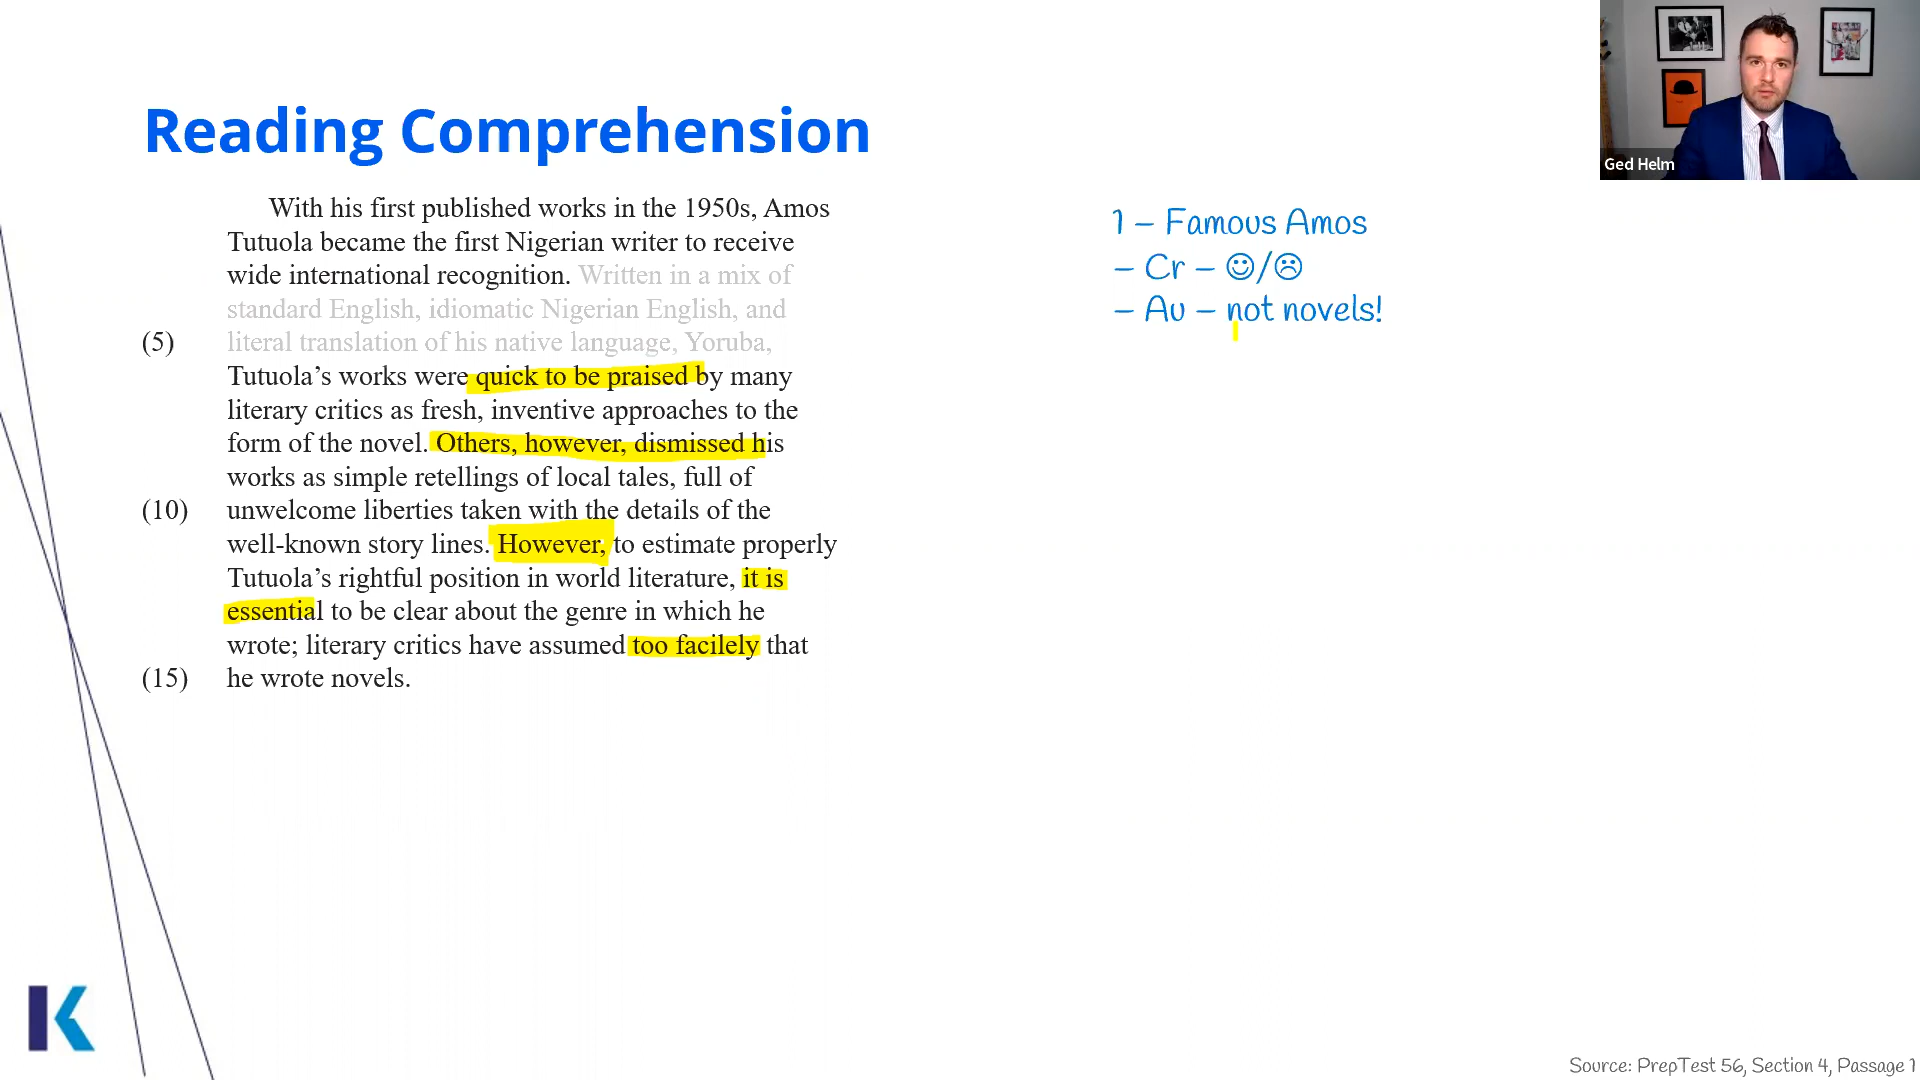 Reading Comprehension
With his first published works in the 1950s, Amos
Tutuola became the first Nigerian writer to receive
wide international recognition. Written in a mix of
standard English, idiomatic Nigerian English, and
(5) literal translation of his native language, Yoruba,
Tutuola’s works were quick to be praised by many
literary critics as fresh, inventive approaches to the
form of the novel. Others, however, dismissed his
works as simple retellings of local tales, full of
(10) unwelcome liberties taken with the details of the
well-known story lines. However, to estimate properly
Tutuola’s rightful position in world literature, it is
essential to be clear about the genre in which he
wrote; literary critics have assumed too facilely that
(15) he wrote novels.
1 – Famous Amos
– Cr – ☺/☹
– Au – not novels!
Ged Helm
K
Source: PrepTest 56, Section 4, Passage 1